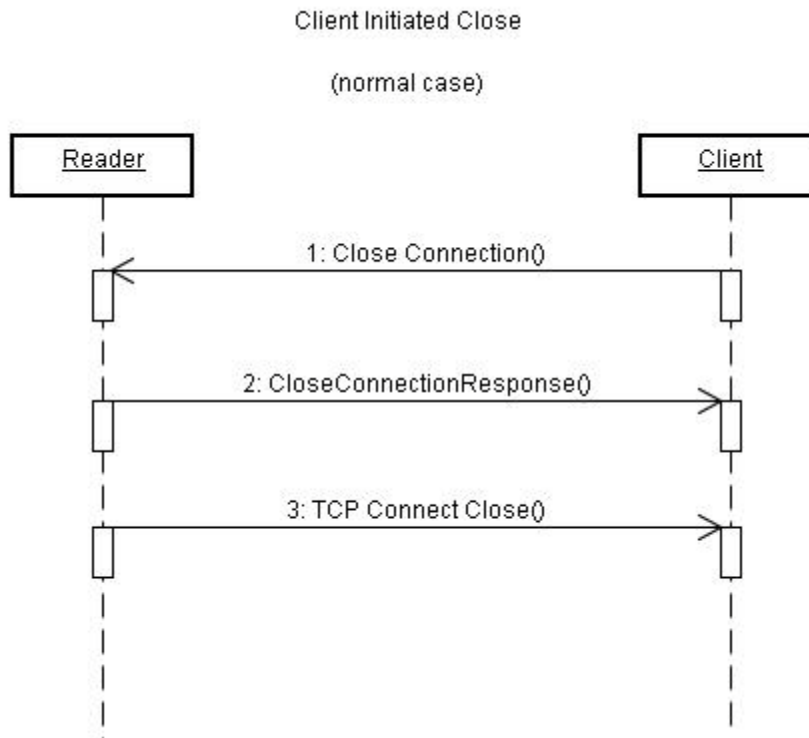 Client Initiated Close
(normal case)
Reader
Client
1: Close Connection()
2: CloseConnectionResponse()
3: TCP Connect Close()